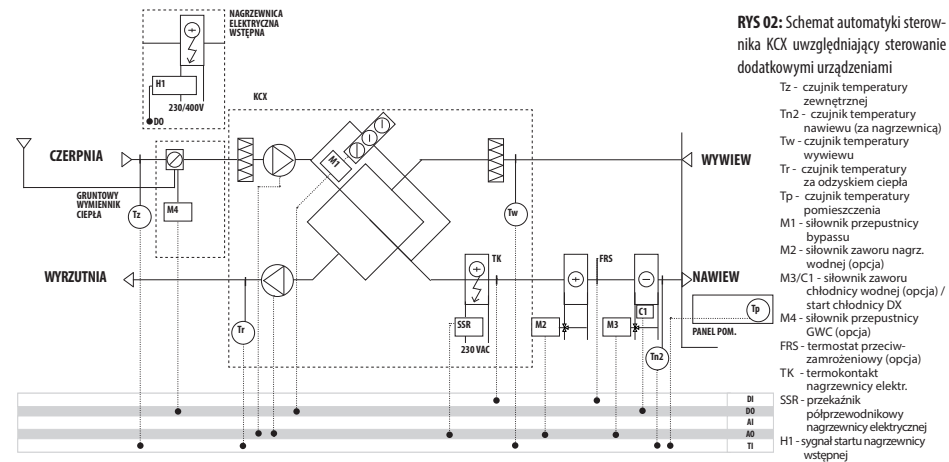 NAGRZEWNICA
ELEKTRYCZNA
WSTĘPNA
H1
230/400V
DO
KCX
CZERPNIA
GRUNTOWY
WYMIENNIK
CIEPŁA
M4
Tz
M1
Tw
WYWIEW
WYRZUTNIA
Tr
TK
FRS
NAWIEW
SSR
230 VAC
M2
M3
C1
Tn2
Tp
PANEL POM.
DI
DO
AI
AO
TI
RYS 02: Schemat automatyki sterow-
nika KCX uwzględniający sterowanie
dodatkowymi urządzeniami
Tz - czujnik temperatury
zewnętrznej
Tn2 - czujnik temperatury
nawiewu (za nagrzewnicą)
Tw - czujnik temperatury
wywiewu
Tr - czujnik temperatury
za odzyskiem ciepła
Tp - czujnik temperatury
pomieszczenia
M1 - siłownik przepustnicy
bypassu
M2 - siłownik zaworu nagrz.
wodnej (opcja)
M3/C1 - siłownik zaworu
chłodnicy wodnej (opcja) /
start chłodnicy DX
M4 - siłownik przepustnicy
GWC (opcja)
FRS - termostat przeciw-
zamrożeniowy (opcja)
TK - termokontakt
nagrzewnicy elektr.
SSR - przekaźnik
półprzewodnikowy
nagrzewnicy elektrycznej
H1 - sygnał startu nagrzewnicy
wstępnej